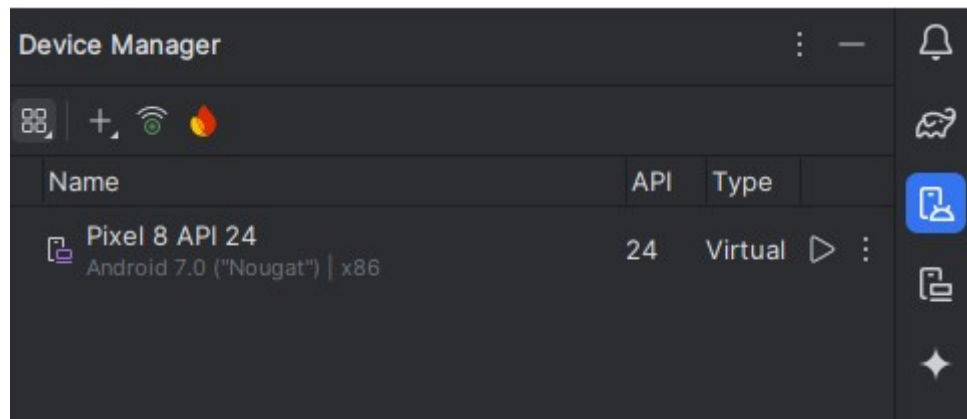 Device Manager
Name API Type
Pixel 8 API 24
Android 7.0 ("Nougat") | x86
24 Virtual